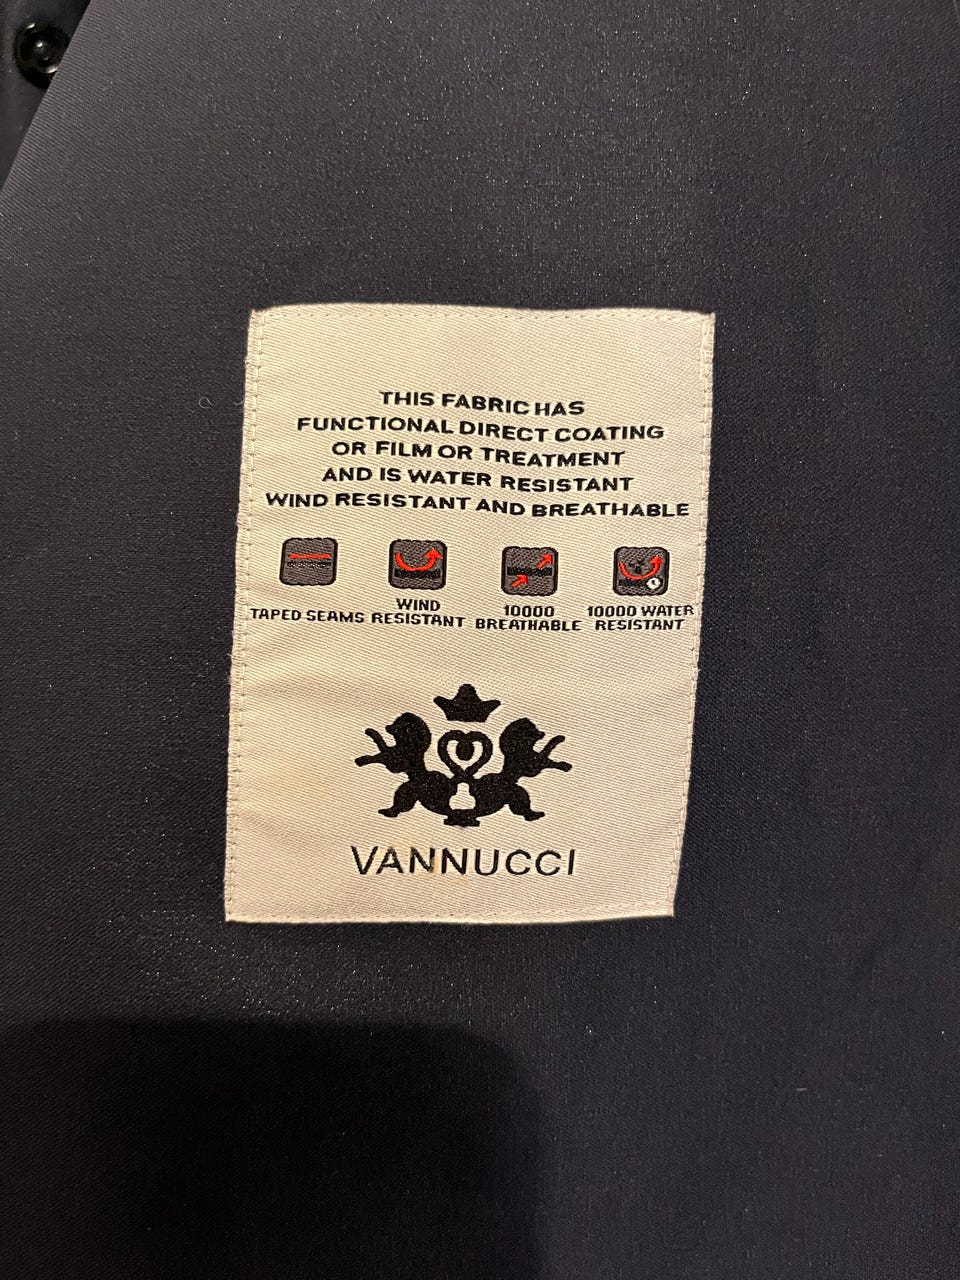 THIS FABRIC HAS
FUNCTIONAL DIRECT COATING
OR FILM OR TREATMENT
AND IS WATER RESISTANT
WIND RESISTANT AND BREATHABLE
TAPED SEAMS
WIND
RESISTANT
10000
BREATHABLE
10000 WATER
RESISTANT
VANNUCCI